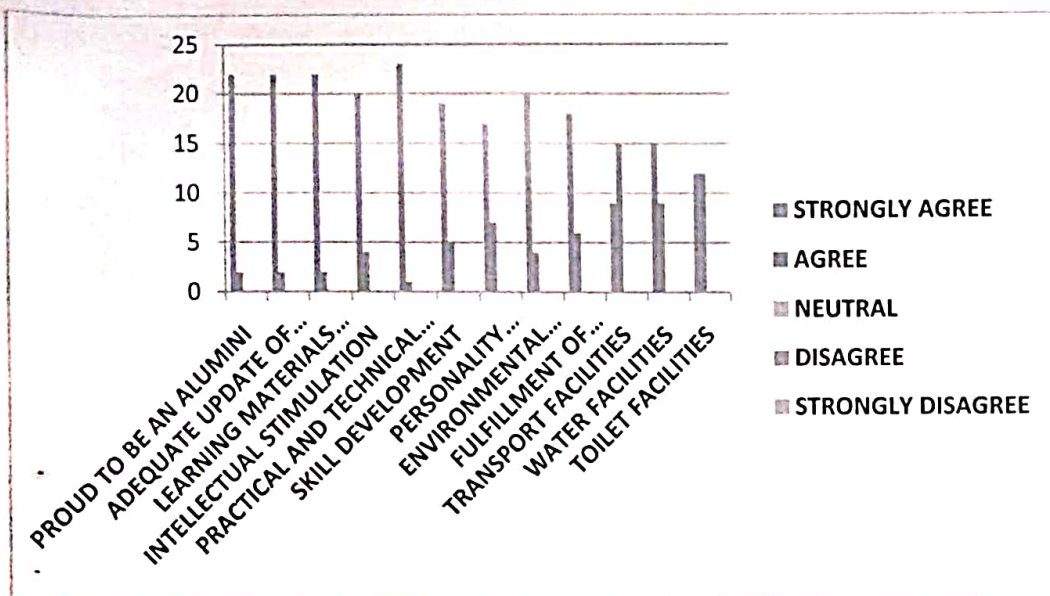 25
20
15
10
5
0
PROUD TO BE AN ALUMINI
ADEQUATE UPDATE OF...
LEARNING MATERIALS...
INTELLECTUAL STIMULATION
PRACTICAL AND TECHNICAL...
SKILL DEVELOPMENT
PERSONALITY...
ENVIRONMENTAL...
FULFILLMENT OF...
TRANSPORT FACILITIES
WATER FACILITIES
TOILET FACILITIES
STRONGLY AGREE
AGREE
NEUTRAL
DISAGREE
STRONGLY DISAGREE